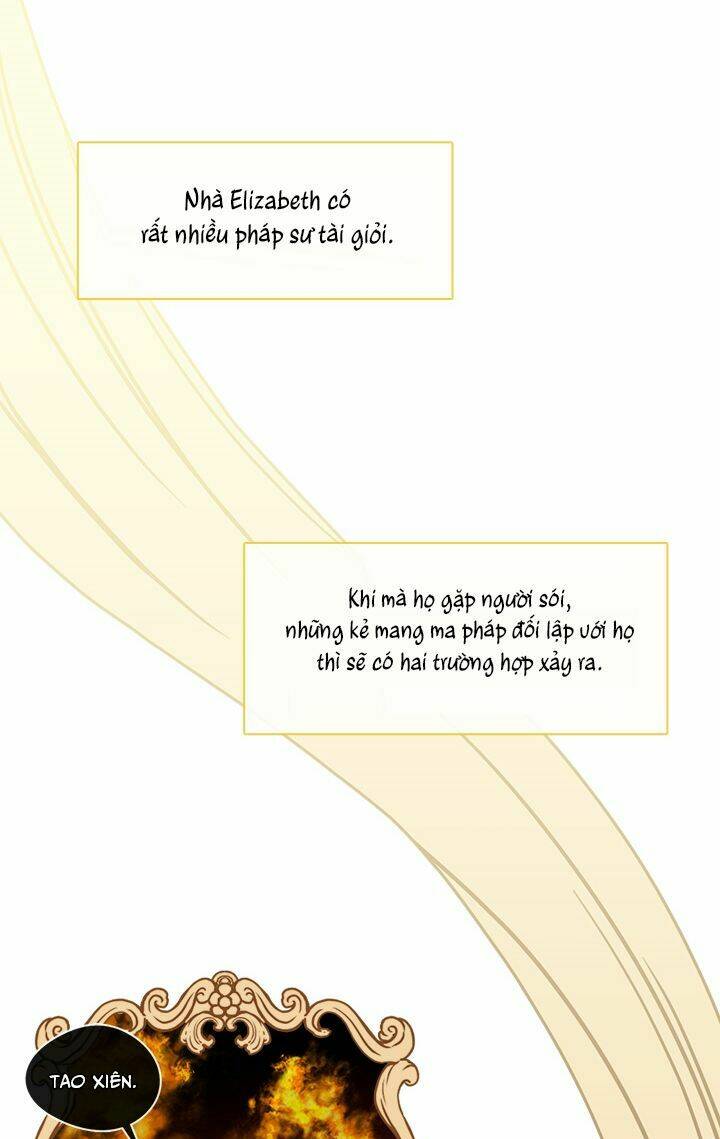 Nhà Elizabeth có
rất nhiều pháp sư tài giỏi.
Khi mà họ gặp người sói,
những kẻ mang ma pháp đối lập với họ
thì sẽ có hai trường hợp xảy ra.
TAO XIÊN.